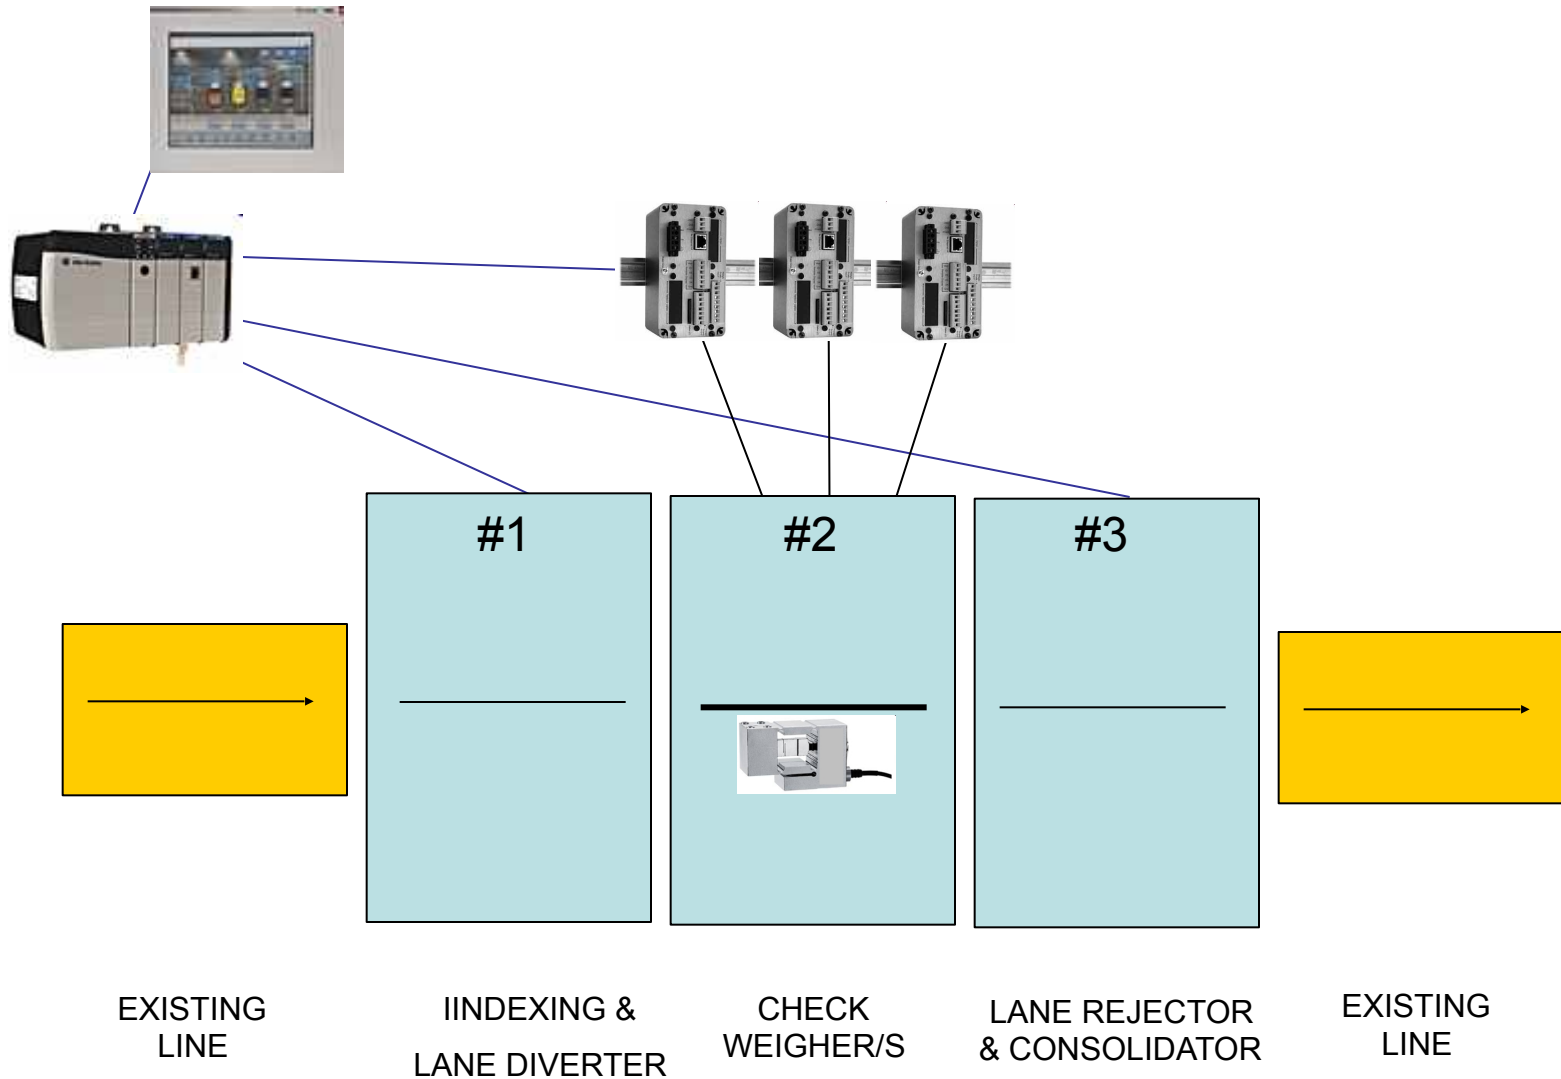 #1
#2
#3
EXISTING
LINE
IINDEXING &
LANE DIVERTER
CHECK
WEIGHER/S
LANE REJECTOR
& CONSOLIDATOR
EXISTING
LINE